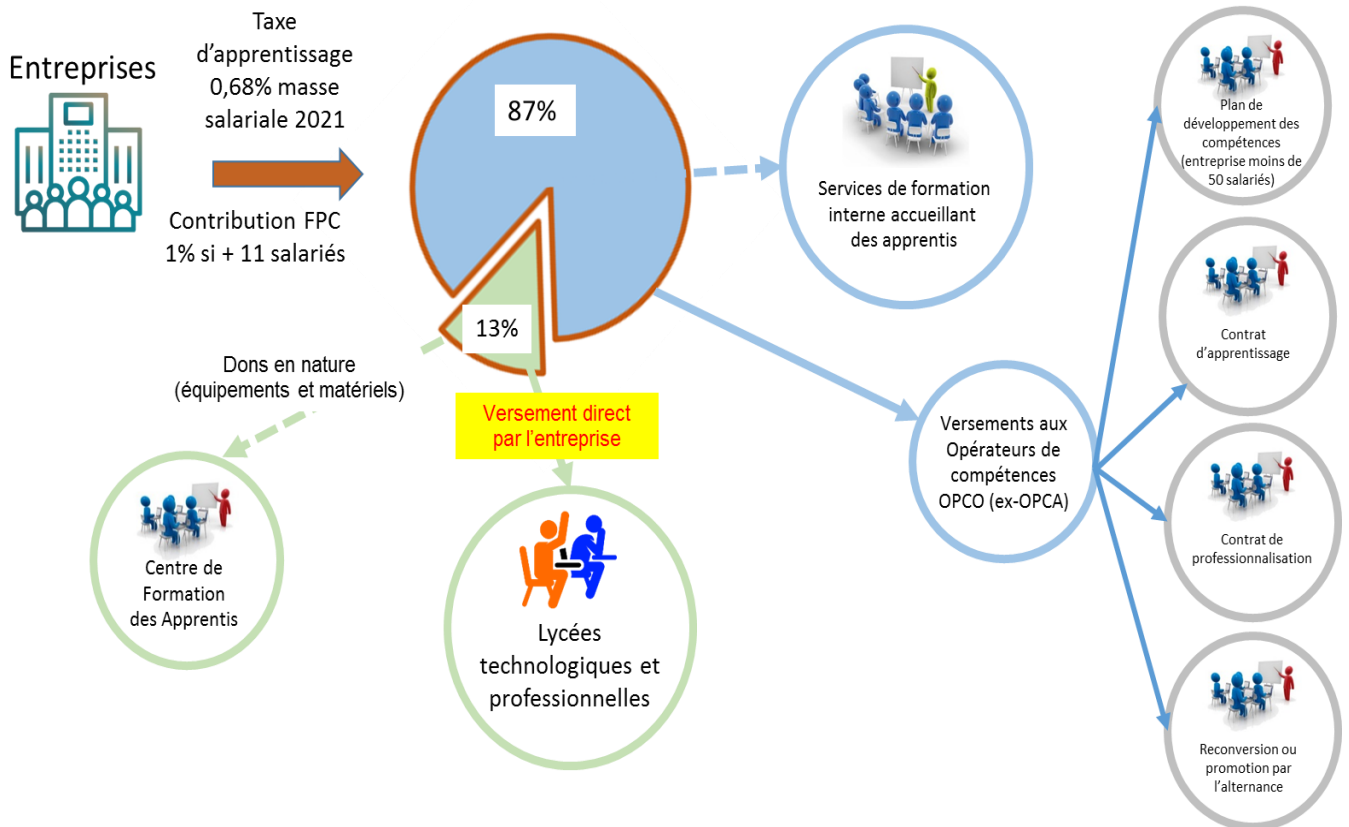 Entreprises
Taxe
d’apprentissage
0,68% masse
salariale 2021
Contribution FPC
1% si + 11 salariés
87%
13%
Services de formation
interne accueillant
des apprentis
Plan de
développement des
compétences
(entreprise moins de
50 salariés)
Contrat
d’apprentissage
Contrat de
professionnalisation
Reconversion ou
promotion par
l’alternance
Versements aux
Opérateurs de
compétences
OPCO (ex-OPCA)
Dons en nature
(équipements et matériels)
Versement direct
par l’entreprise
Centre de
Formation
des Apprentis
Lycées
technologiques et
professionnelles